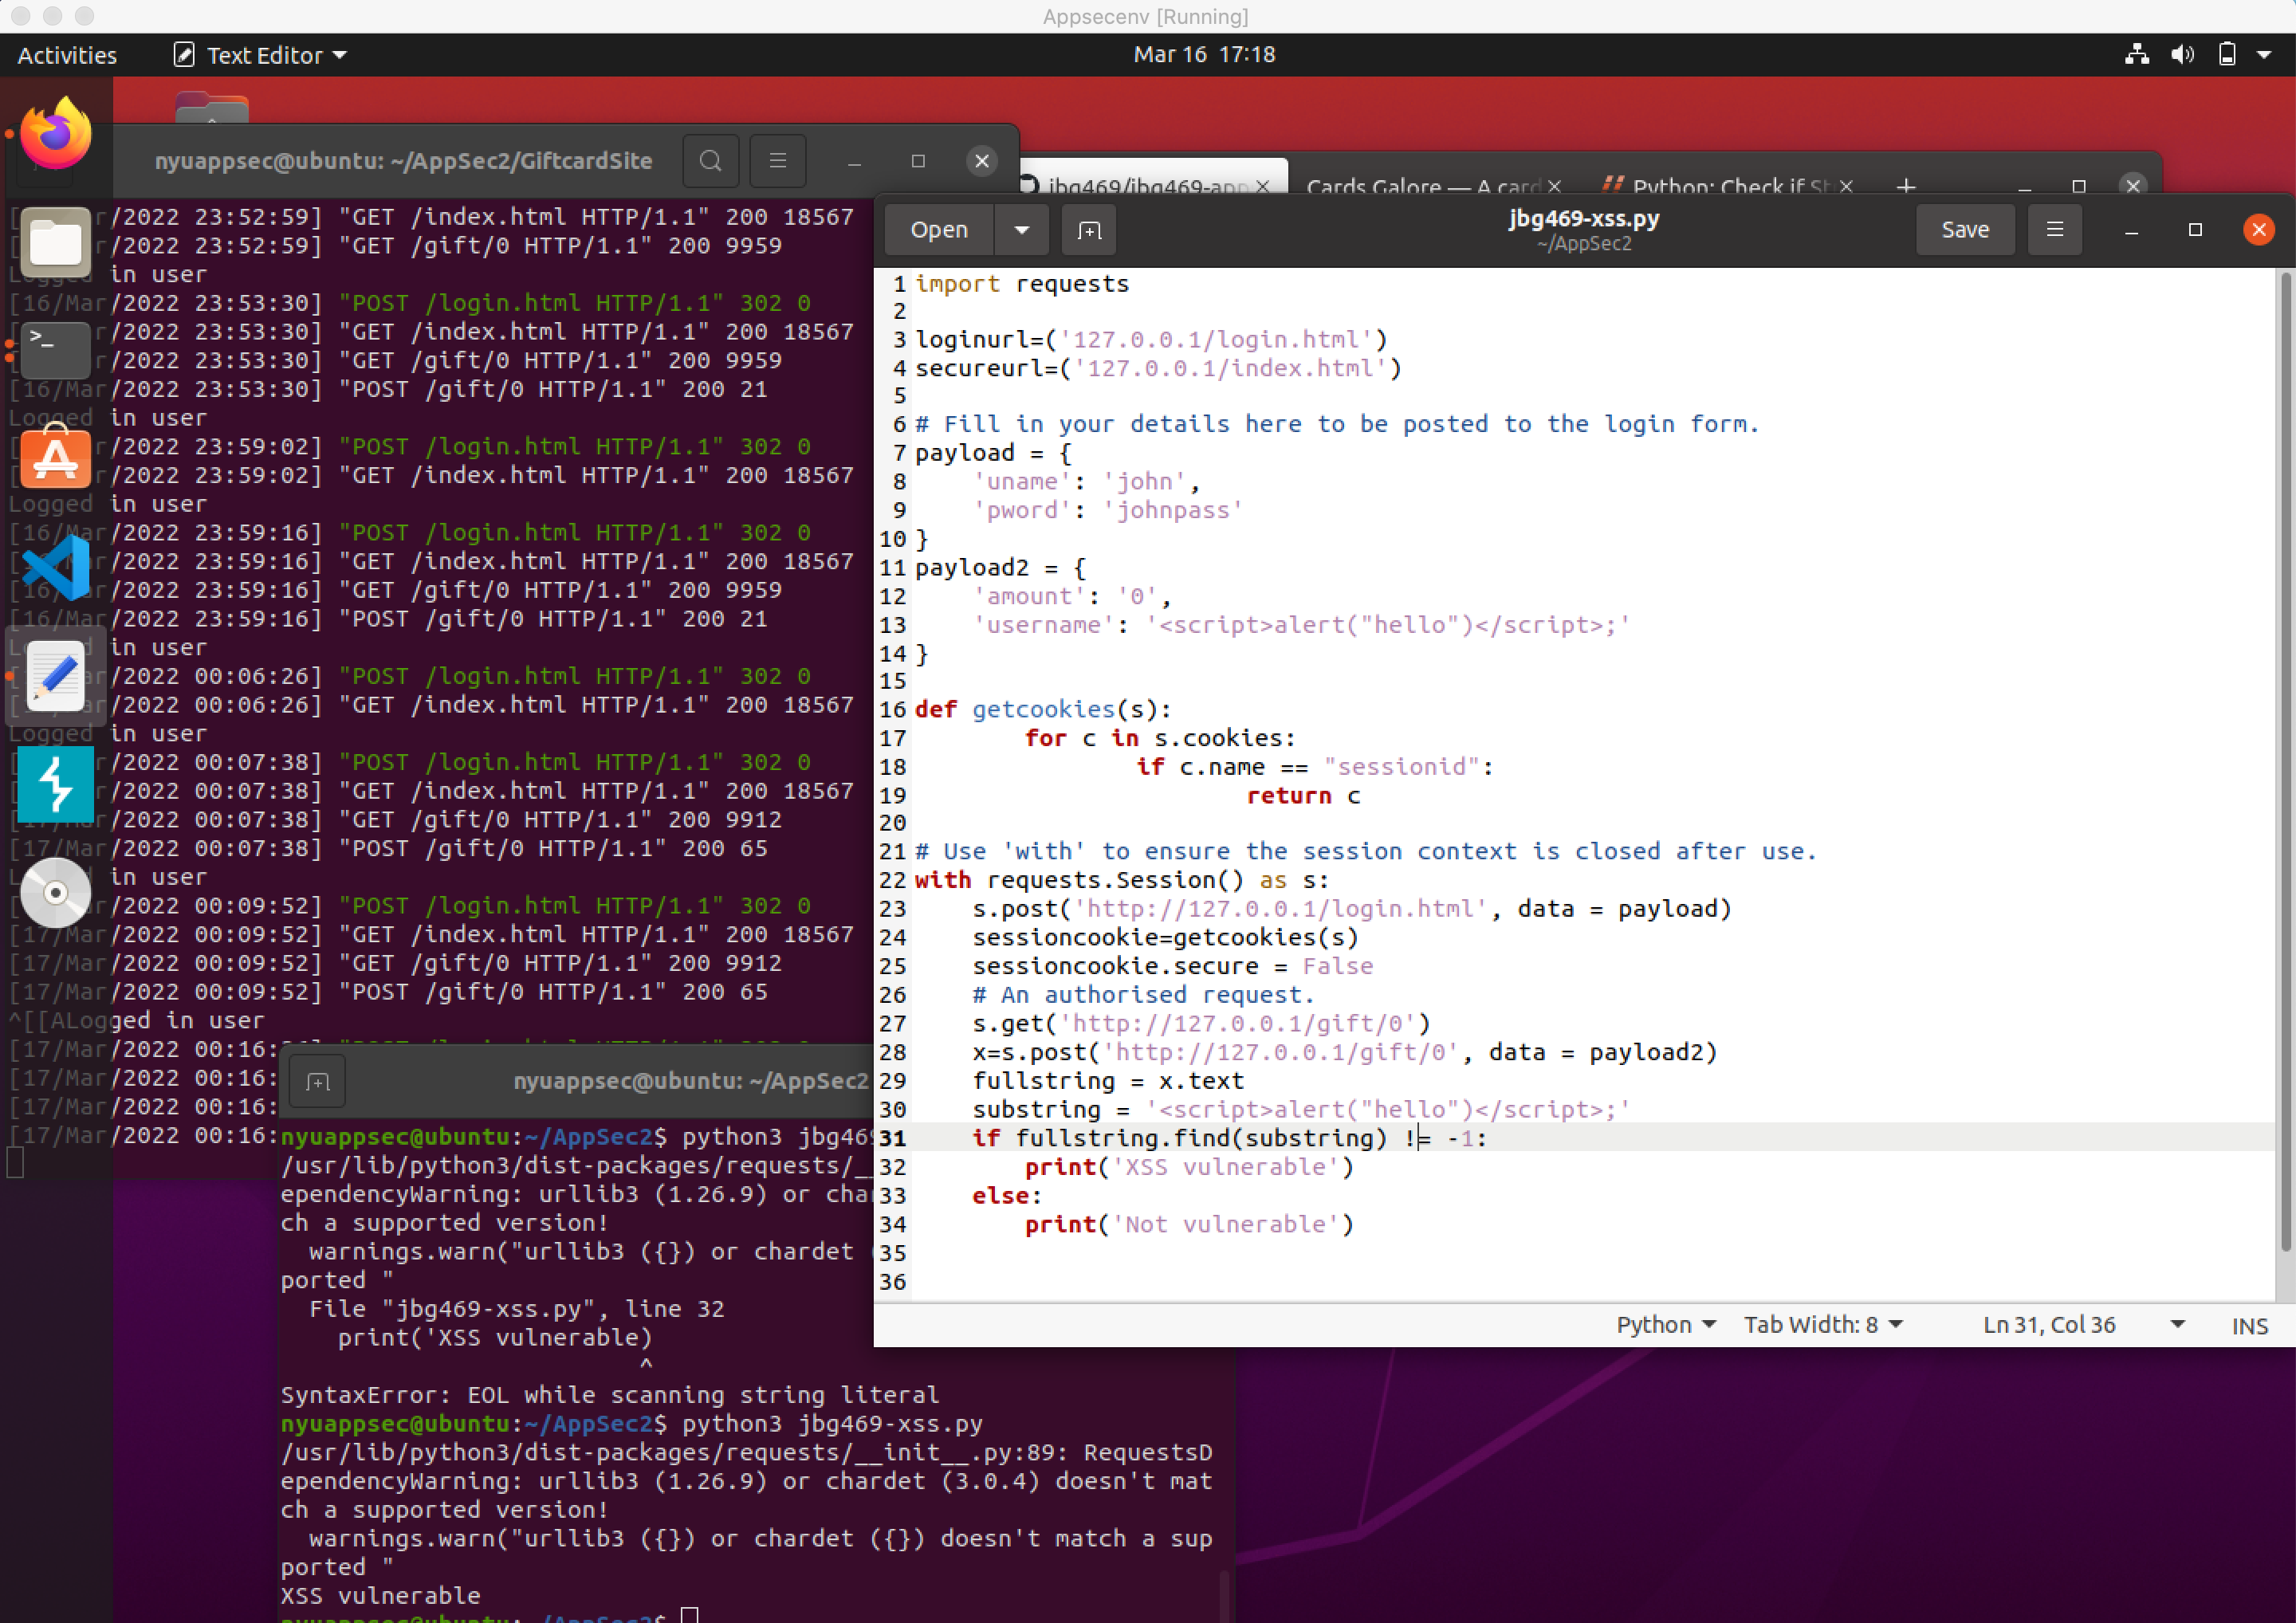 Appsecenv [Running]
Activities
Text Editor
Mar 16 17:18
nyuappsec@ubuntu: ~/AppSec2/GiftcardSite
/2022 23:52:59] "GET /index.html HTTP/1.1" 200 18567
/2022 23:52:59] "GET /gift/0 HTTP/1.1" 200 9959
Logged in user
[16/Mar/2022 23:53:30] "POST /login.html HTTP/1.1" 302 0
/2022 23:53:30] "GET /index.html HTTP/1.1" 200 18567
/2022 23:53:30] "GET /gift/0 HTTP/1.1" 200 9959
[16/Mar/2022 23:53:30] "POST /gift/0 HTTP/1.1" 200 21
Logged in user
/2022 23:59:02] "POST /login.html HTTP/1.1" 302 0
/2022 23:59:02] "GET /index.html HTTP/1.1" 200 18567
Logged in user
[16/Mar/2022 23:59:16] "POST /login.html HTTP/1.1" 302 0
/2022 23:59:16] "GET /index.html HTTP/1.1" 200 18567
[16/Mar/2022 23:59:16] "GET /gift/0 HTTP/1.1" 200 9959
[16/Mar/2022 23:59:16] "POST /gift/0 HTTP/1.1" 200 21
in user
/2022 00:06:26] "POST /login.html HTTP/1.1" 302 0
/2022 00:06:26] "GET /index.html HTTP/1.1" 200 18567
Logged in user
/2022 00:07:38] "POST /login.html HTTP/1.1" 302 0
/2022 00:07:38] "GET /index.html HTTP/1.1" 200 18567
[17/Mar/2022 00:07:38] "GET /gift/0 HTTP/1.1" 200 9912
[17/Mar/2022 00:07:38] "POST /gift/0 HTTP/1.1" 200 65
in user
/2022 00:09:52] "POST /login.html HTTP/1.1" 302 0
[17/Mar/2022 00:09:52] "GET /index.html HTTP/1.1" 200 18567
[17/Mar/2022 00:09:52] "GET /gift/0 HTTP/1.1" 200 9912
[17/Mar/2022 00:09:52] "POST /gift/0 HTTP/1.1" 200 65
^[[ALogged in user
[17/Mar/2022 00:16:
[17/Mar/2022 00:16:
[17/Mar/2022 00:16:
[17/Mar/2022 00:16:
nyuappsec@ubuntu: ~/AppSec2
nyuappsec@ubuntu:~/AppSec2$ python3 jbg469
/usr/lib/python3/dist-packages/requests/__
ependencyWarning: urllib3 (1.26.9) or cha
ch a supported version!
warnings.warn("urllib3 ({}) or chardet
ported "
File "jbg469-xss.py", line 32
print('XSS vulnerable)
^
SyntaxError: EOL while scanning string literal
nyuappsec@ubuntu:~/AppSec2$ python3 jbg469-xss.py
/usr/lib/python3/dist-packages/requests/__init__.py:89: RequestsD
ependencyWarning: urllib3 (1.26.9) or chardet (3.0.4) doesn't mat
ch a supported version!
warnings.warn("urllib3 ({}) or chardet ({}) doesn't match a sup
ported "
XSS vulnerable
nyuappsec@ubuntu:~/AppSec2$
jbg469/jbg469-app
Cards Galore — A card
Python: Check if St
Open
jbg469-xss.py
~/AppSec2
Save
1 import requests
2
3 loginurl=('127.0.0.1/login.html')
4 secureurl=('127.0.0.1/index.html')
5
6 # Fill in your details here to be posted to the login form.
7 payload = {
8     'uname': 'john',
9     'pword': 'johnpass'
10 }
11 payload2 = {
12     'amount': '0',
13     'username': '<script>alert("hello")</script>;'
14 }
15
16 def getcookies(s):
17         for c in s.cookies:
18                 if c.name == "sessionid":
19                         return c
20
21 # Use 'with' to ensure the session context is closed after use.
22 with requests.Session() as s:
23     s.post('http://127.0.0.1/login.html', data = payload)
24     sessioncookie=getcookies(s)
25     sessioncookie.secure = False
26     # An authorised request.
27     s.get('http://127.0.0.1/gift/0')
28     x=s.post('http://127.0.0.1/gift/0', data = payload2)
29     fullstring = x.text
30     substring = '<script>alert("hello")</script>;'
31     if fullstring.find(substring) != -1:
32         print('XSS vulnerable')
33     else:
34         print('Not vulnerable')
35
36
Python
Tab Width: 8
Ln 31, Col 36
INS